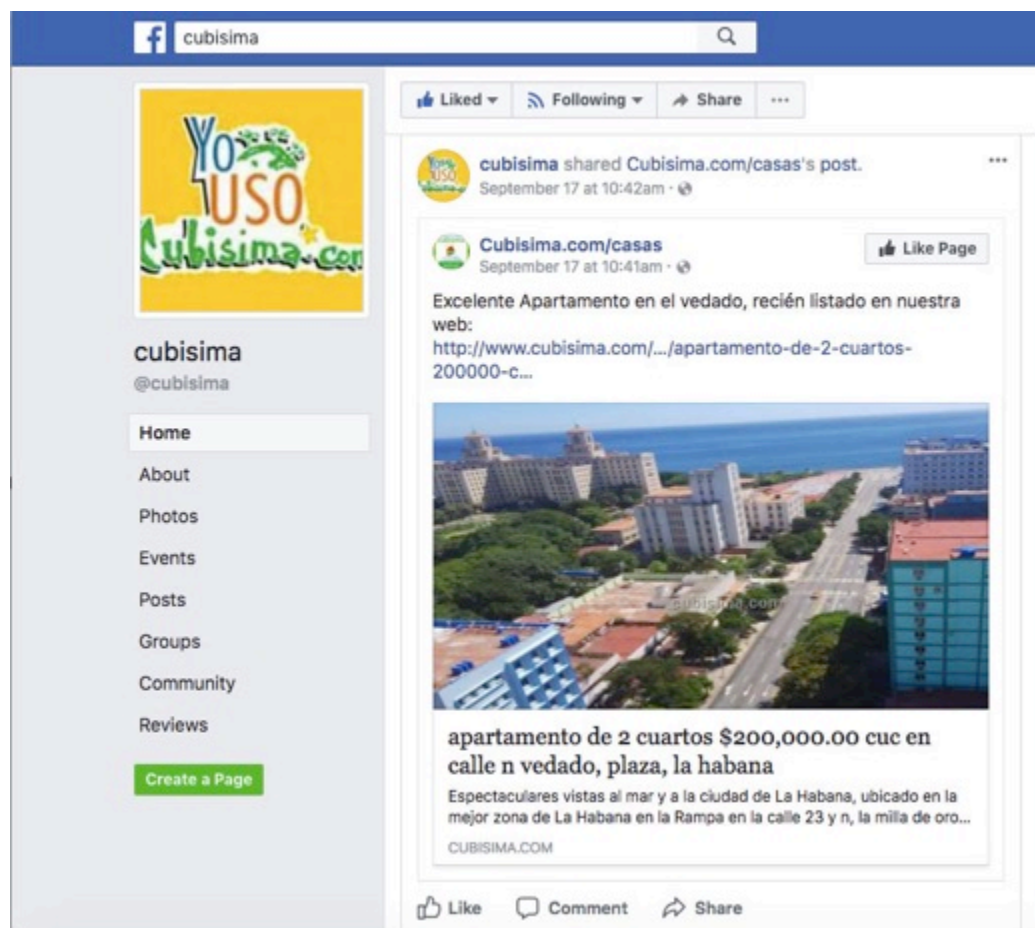 cubisima
Yo
USO
Cubisima.com
cubisima
@cubisima
Home
About
Photos
Events
Posts
Groups
Community
Reviews
Create a Page
Liked
Following
Share
cubisima shared Cubisima.com/casas's post.
September 17 at 10:42am
Cubisima.com/casas
September 17 at 10:41am
Like Page
Excelente Apartamento en el vedado, recién listado en nuestra
web:
http://www.cubisima.com/.../apartamento-de-2-cuartos-
200000-c...
cubisima.com
apartamento de 2 cuartos $200,000.00 cuc en
calle n vedado, plaza, la habana
Espectaculares vistas al mar y a la ciudad de La Habana, ubicado en la
mejor zona de La Habana en la Rampa en la calle 23 y n, la milla de oro...
CUBISIMA.COM
Like
Comment
Share